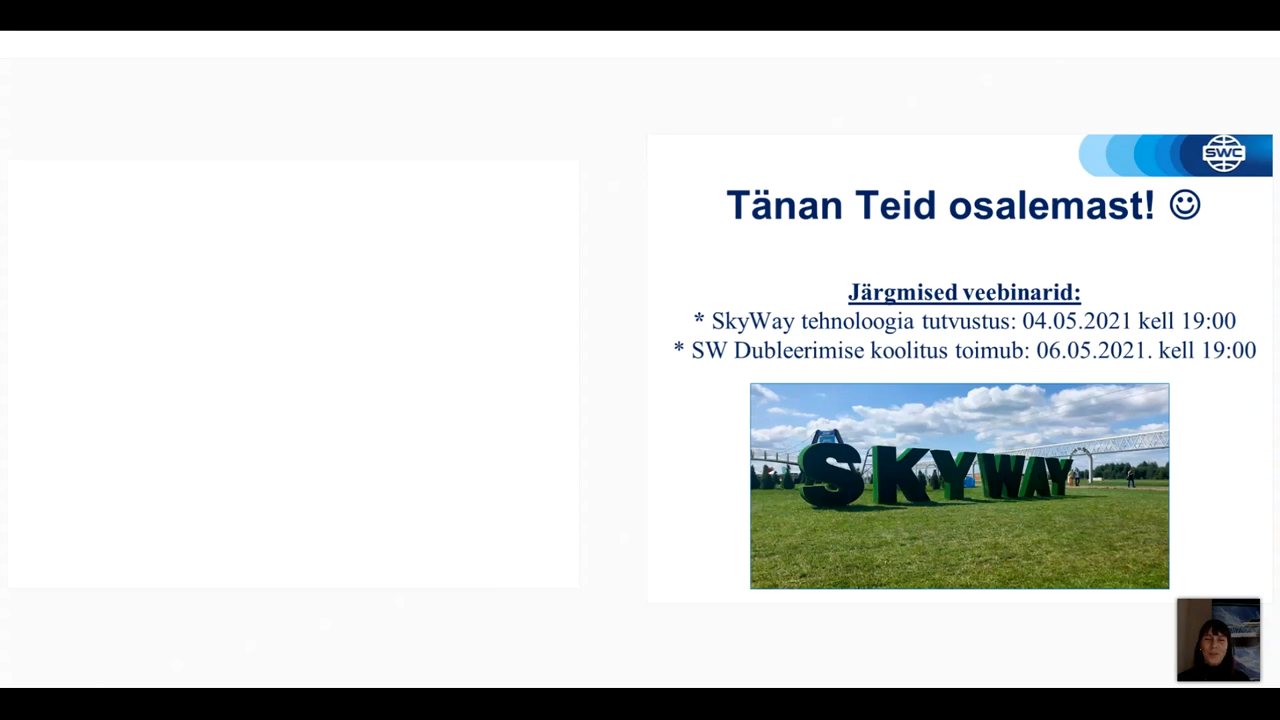 SWC
Tänan Teid osalemast! ☺
Järgmised veebinarid:
* SkyWay tehnoloogia tutvustus: 04.05.2021 kell 19:00
* SW Dubleerimise koolitus toimub: 06.05.2021. kell 19:00
SKYWAY